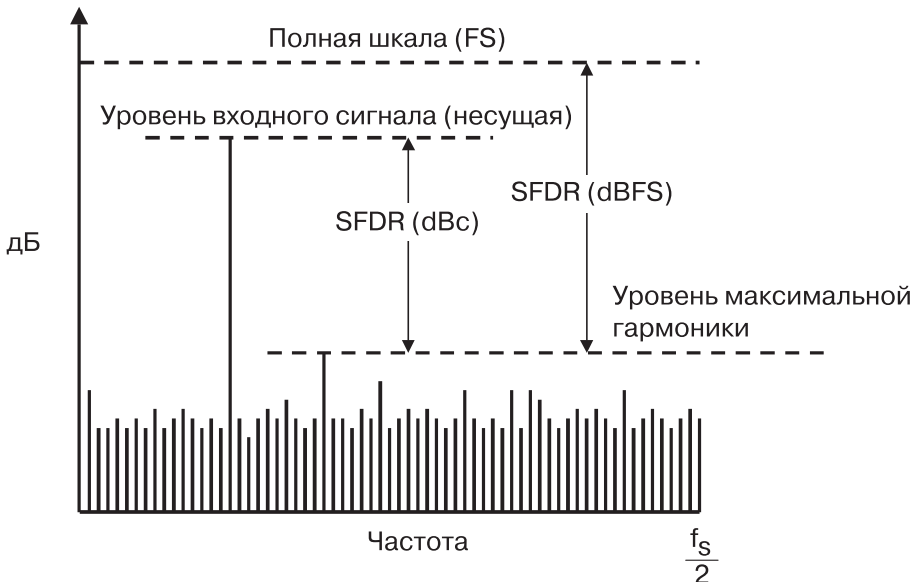 Полная шкала (FS)
Уровень входного сигнала (несущая)
SFDR (dBFS)
SFDR (dBc)
дБ
Уровень максимальной
гармоники
Частота
fs
2